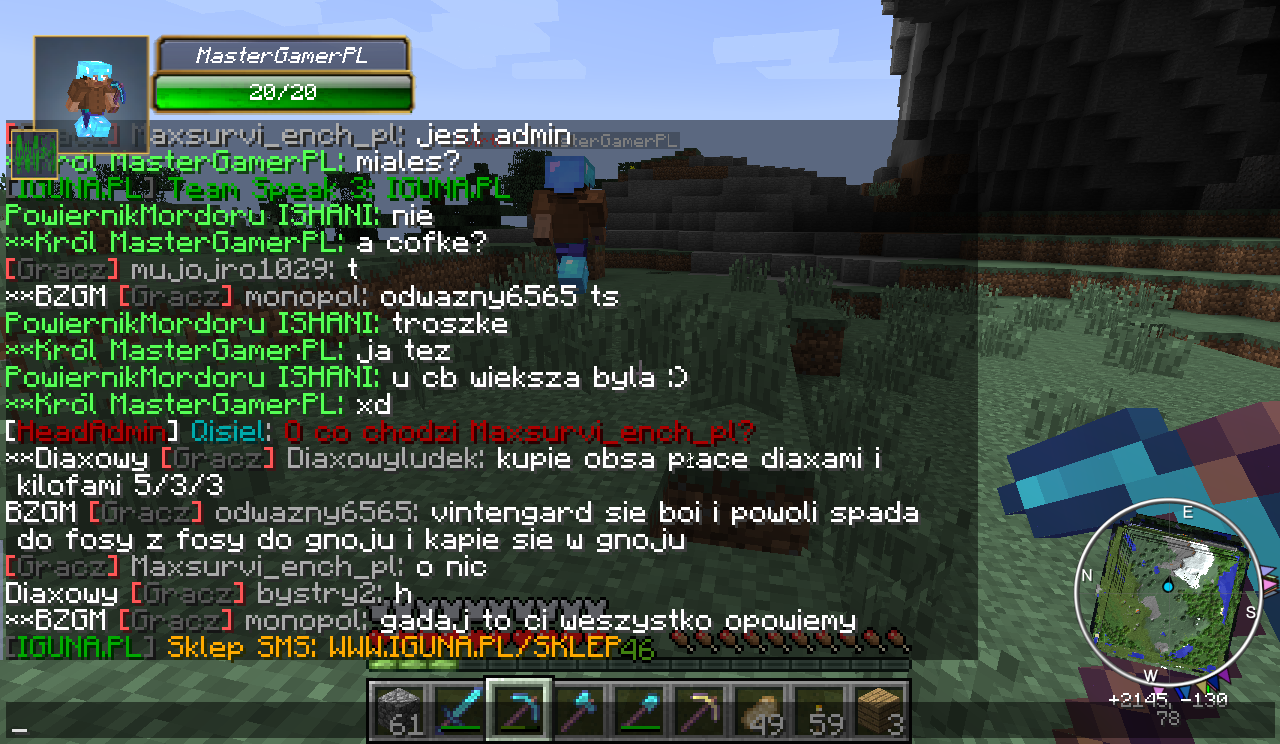 MasterGamerPL
20/20
[Gracz] Maxsurvi_ench_pl: jest admin
MasterGamerPL
**Król MasterGamerPL: miales?
[IGUNA.PL] Team Speak 3: IGUNA.PL
PowiernikMordoru ISHANI: nie
**Król MasterGamerPL: a cofke?
[Gracz] mujojro1029: t
**BZGM [Gracz] monopol: odwazny6565 ts
PowiernikMordoru ISHANI: troszke
**Król MasterGamerPL: ja tez
PowiernikMordoru ISHANI: u cb wieksza byla :)
**Król MasterGamerPL: xd
[HeadAdmin] Qisiel: O co chodzi Maxsurvi_ench_pl?
**Diaxowy [Gracz] Diaxowyludek: kupie obsa płace diaxami i
kilofami 5/3/3
BZGM [Gracz] odwazny6565: vintengard sie boi i powoli spada
do fosy z fosy do gnoju i kapie sie w gnoju
[Gracz] Maxsurvi_ench_pl: o nic
Diaxowy [Gracz] bystry2: h
**BZGM [Gracz] monopol: gadaj to ci weszystko opowiemy
[IGUNA.PL] Sklep SMS: WWW.IGUNA.PL/SKLEP
46
61
49
59
3
E
N
S
W
+2145, -130
78
_